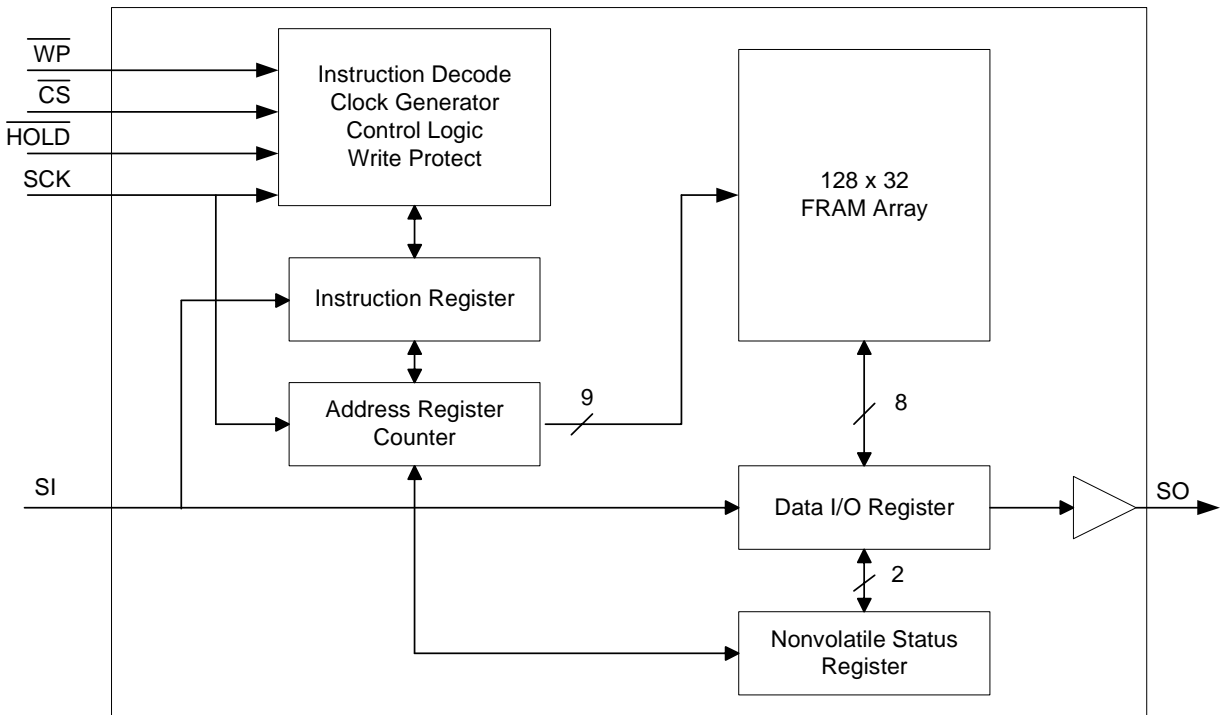 WP
CS
HOLD
SCK
Instruction Decode
Clock Generator
Control Logic
Write Protect
128 x 32
FRAM Array
Instruction Register
Address Register
Counter
9
8
SI
Data I/O Register
SO
2
Nonvolatile Status
Register